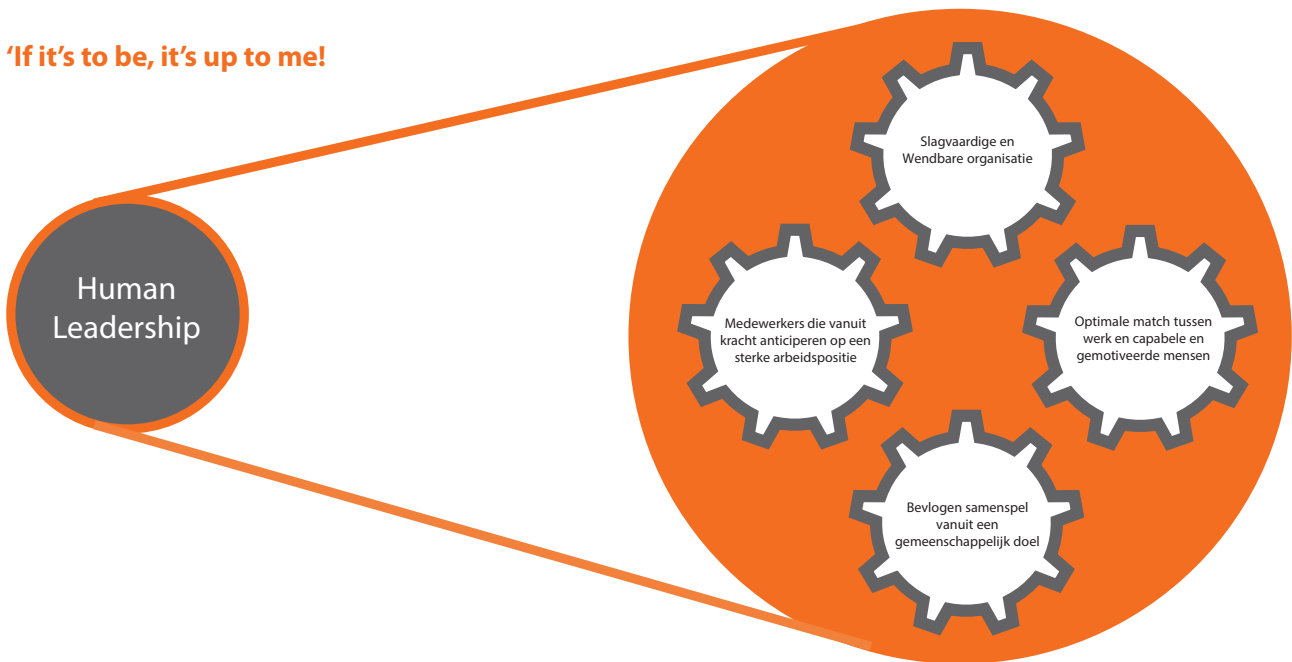 ‘If it's to be, it's up to me!
Human
Leadership
Slagvaardige en
Wendbare organisatie
Medewerkers die vanuit
kracht anticiperen op een
sterke arbeidspositie
Optimale match tussen
werk en capabele en
gemotiveerde mensen
Bevlogen samenspel
vanuit een
gemeenschappelijk doel